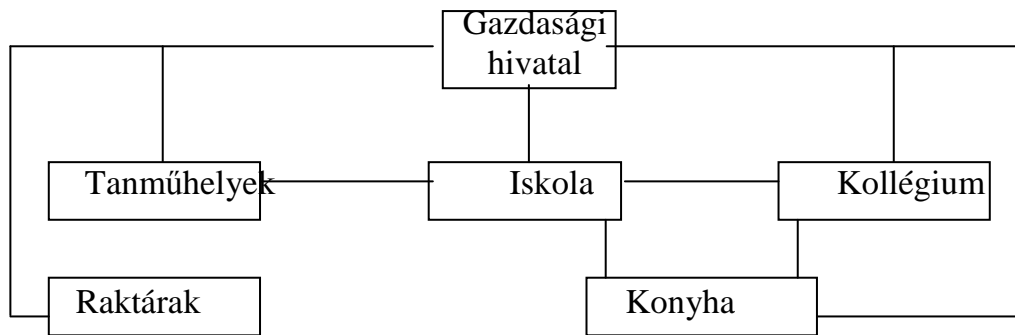 Gazdasági
hivatal
Tanműhelyek
Iskola
Kollégium
Raktárak
Konyha